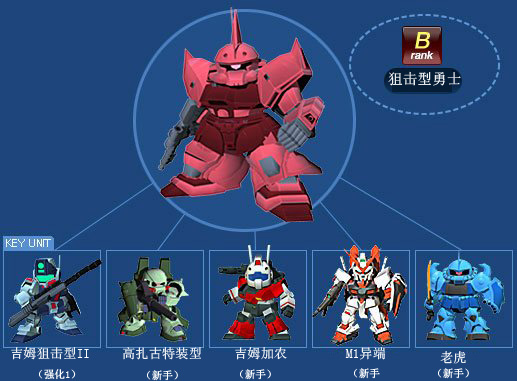 B
rank
狙击型勇士
KEY UNIT
吉姆狙击型II
（强化1）
高扎古特装型
（新手）
吉姆加农
（新手）
M1异端
（新手）
老虎
（新手）